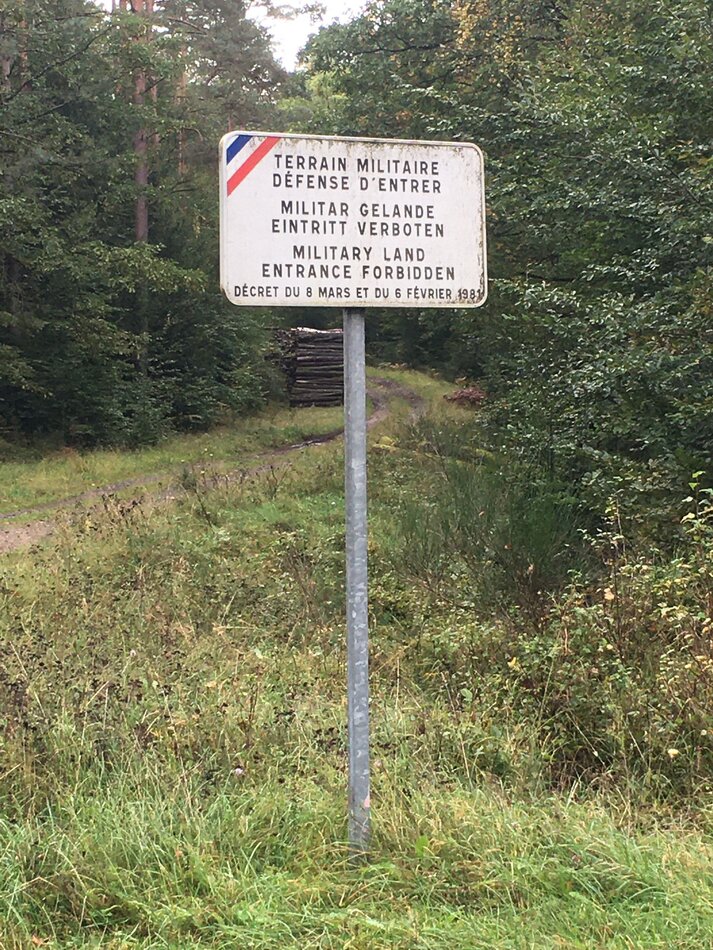 TERRAIN MILITAIRE
DÉFENSE D'ENTRER
MILITAR GELANDE
EINTRITT VERBOTEN
MILITARY LAND
ENTRANCE FORBIDDEN
DÉCRET DU 8 MARS ET DU 6 FÉVRIER 1981